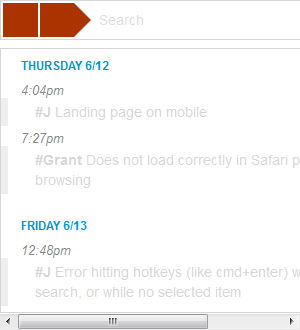 Search
THURSDAY 6/12
4:04pm
#J Landing page on mobile
7:27pm
#Grant Does not load correctly in Safari p
browsing
FRIDAY 6/13
12:48pm
#J Error hitting hotkeys (like cmd+enter) w
search, or while no selected item